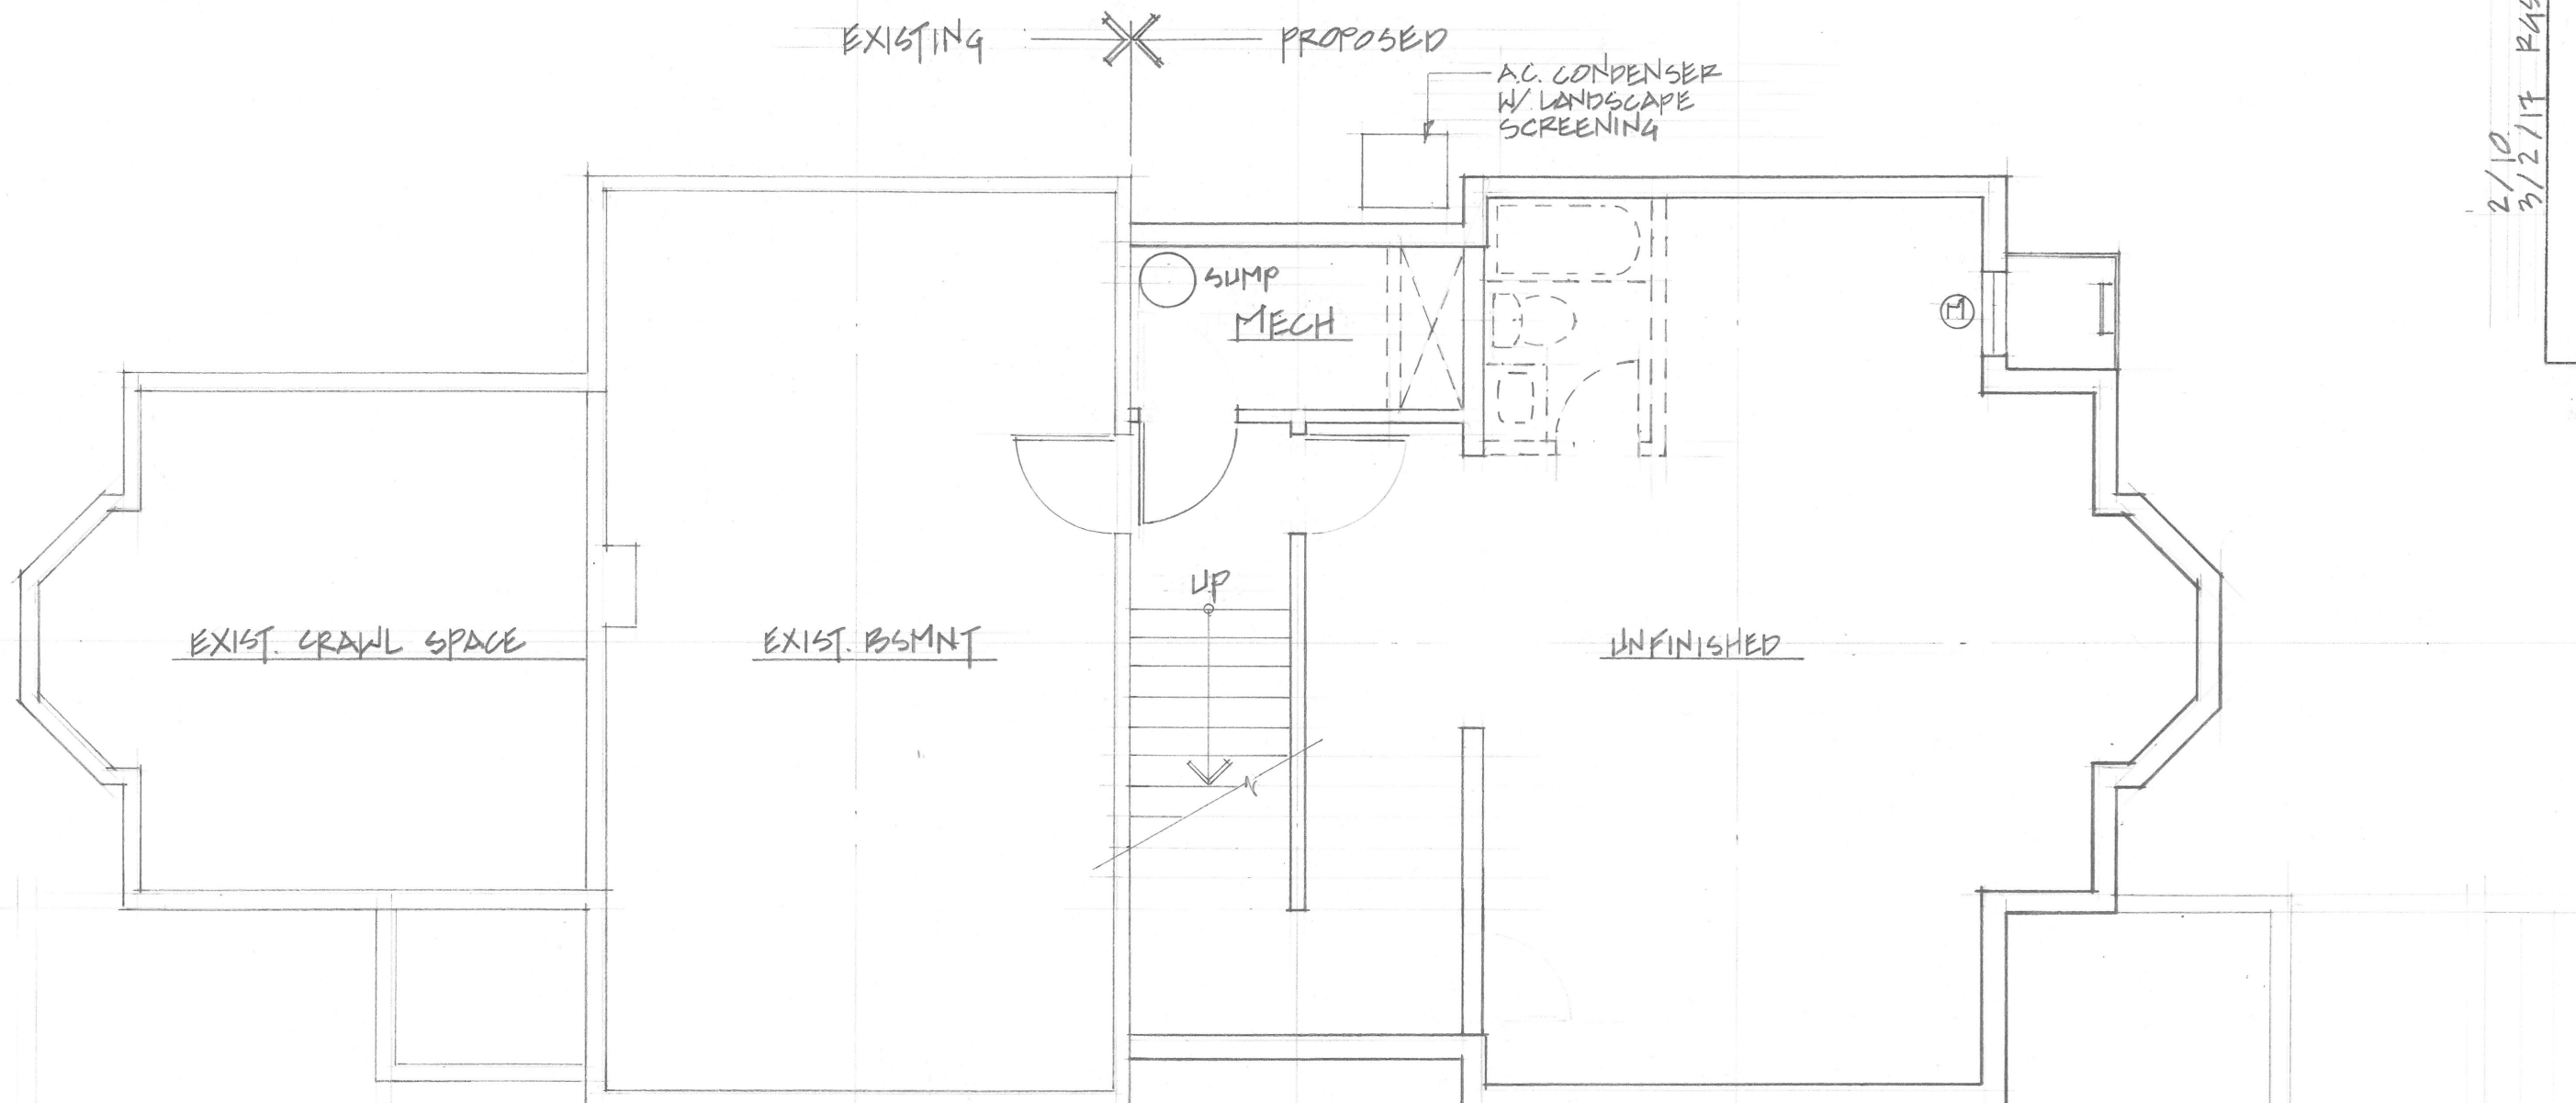 EXISTING
PROPOSED
A.C. CONDENSER
W/ LANDSCAPE
SCREENING
2/10
3/2/17
SUMP
MECH
M
UP
EXIST. CRAWL SPACE
EXIST. BSMNT
UNFINISHED
N